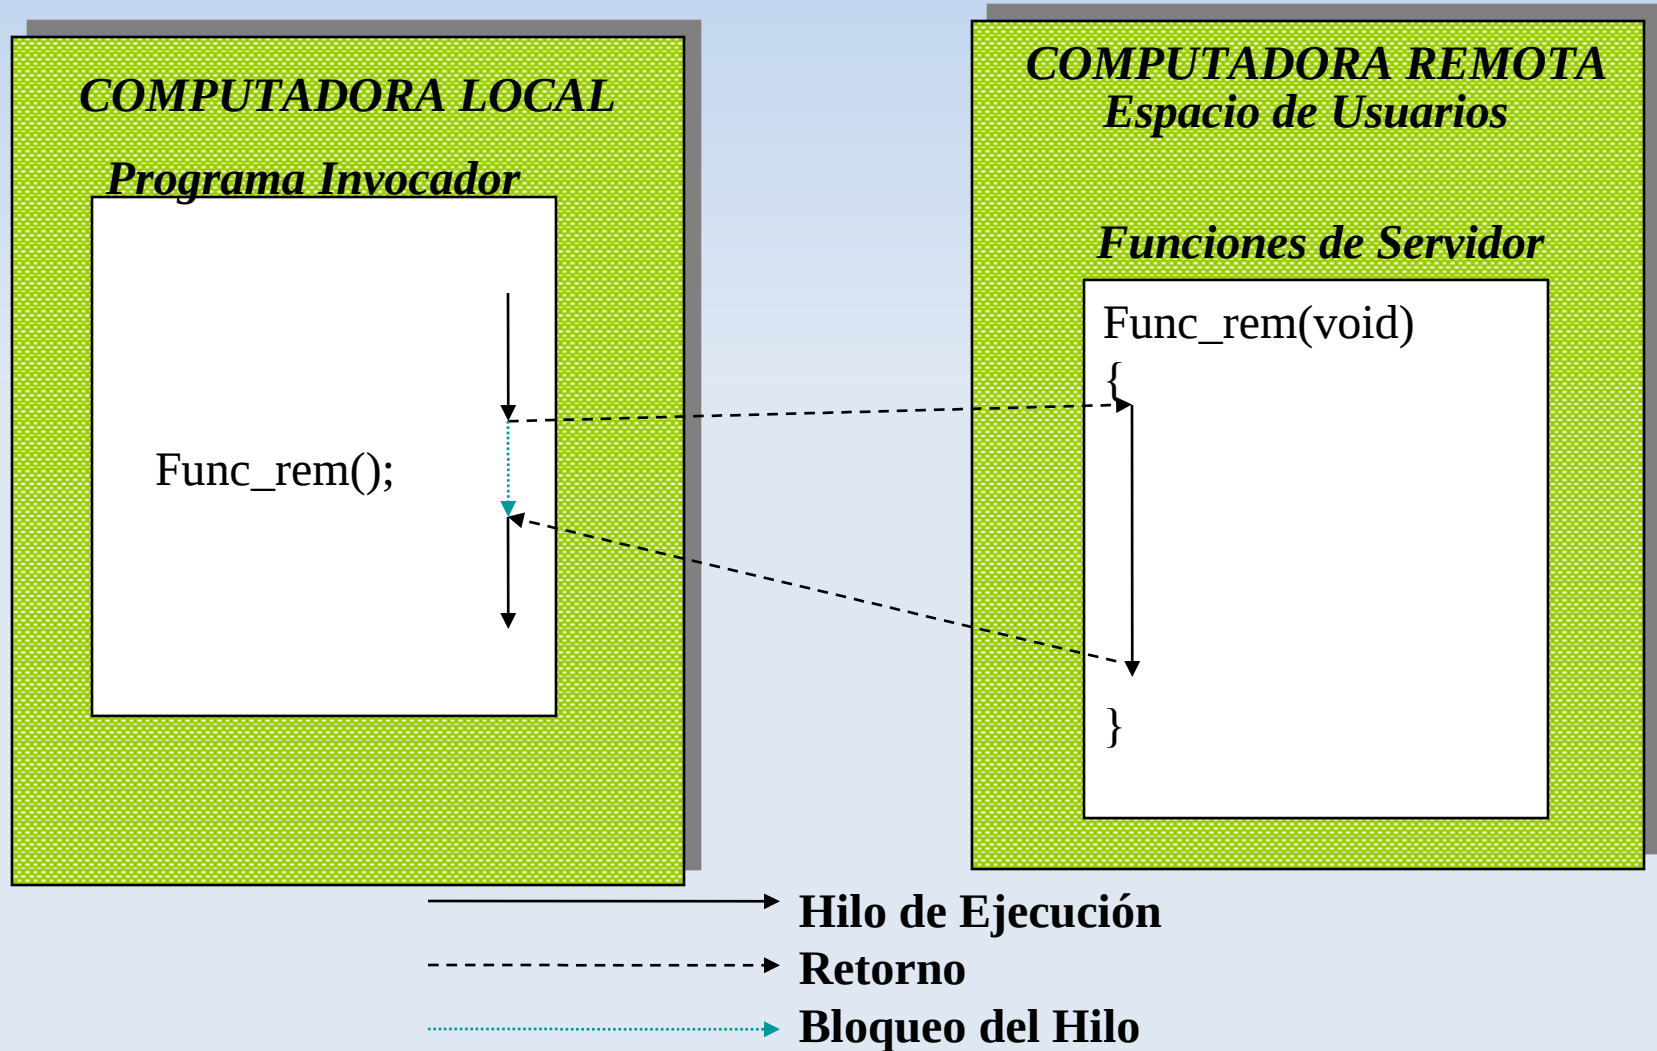 COMPUTADORA LOCAL
Programa Invocador
Func_rem();
COMPUTADORA REMOTA
Espacio de Usuarios
Funciones de Servidor
Func_rem(void)
{
}
Hilo de Ejecución
Retorno
Bloqueo del Hilo